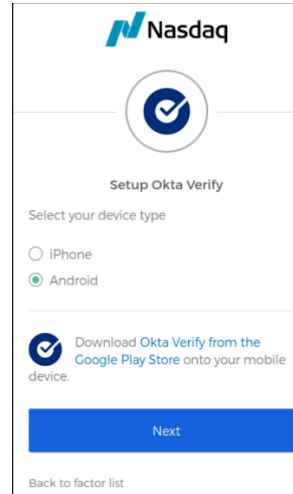 Nasdaq
Setup Okta Verify
Select your device type
iPhone
Android
Download Okta Verify from the
Google Play Store onto your mobile
device.
Next
Back to factor list